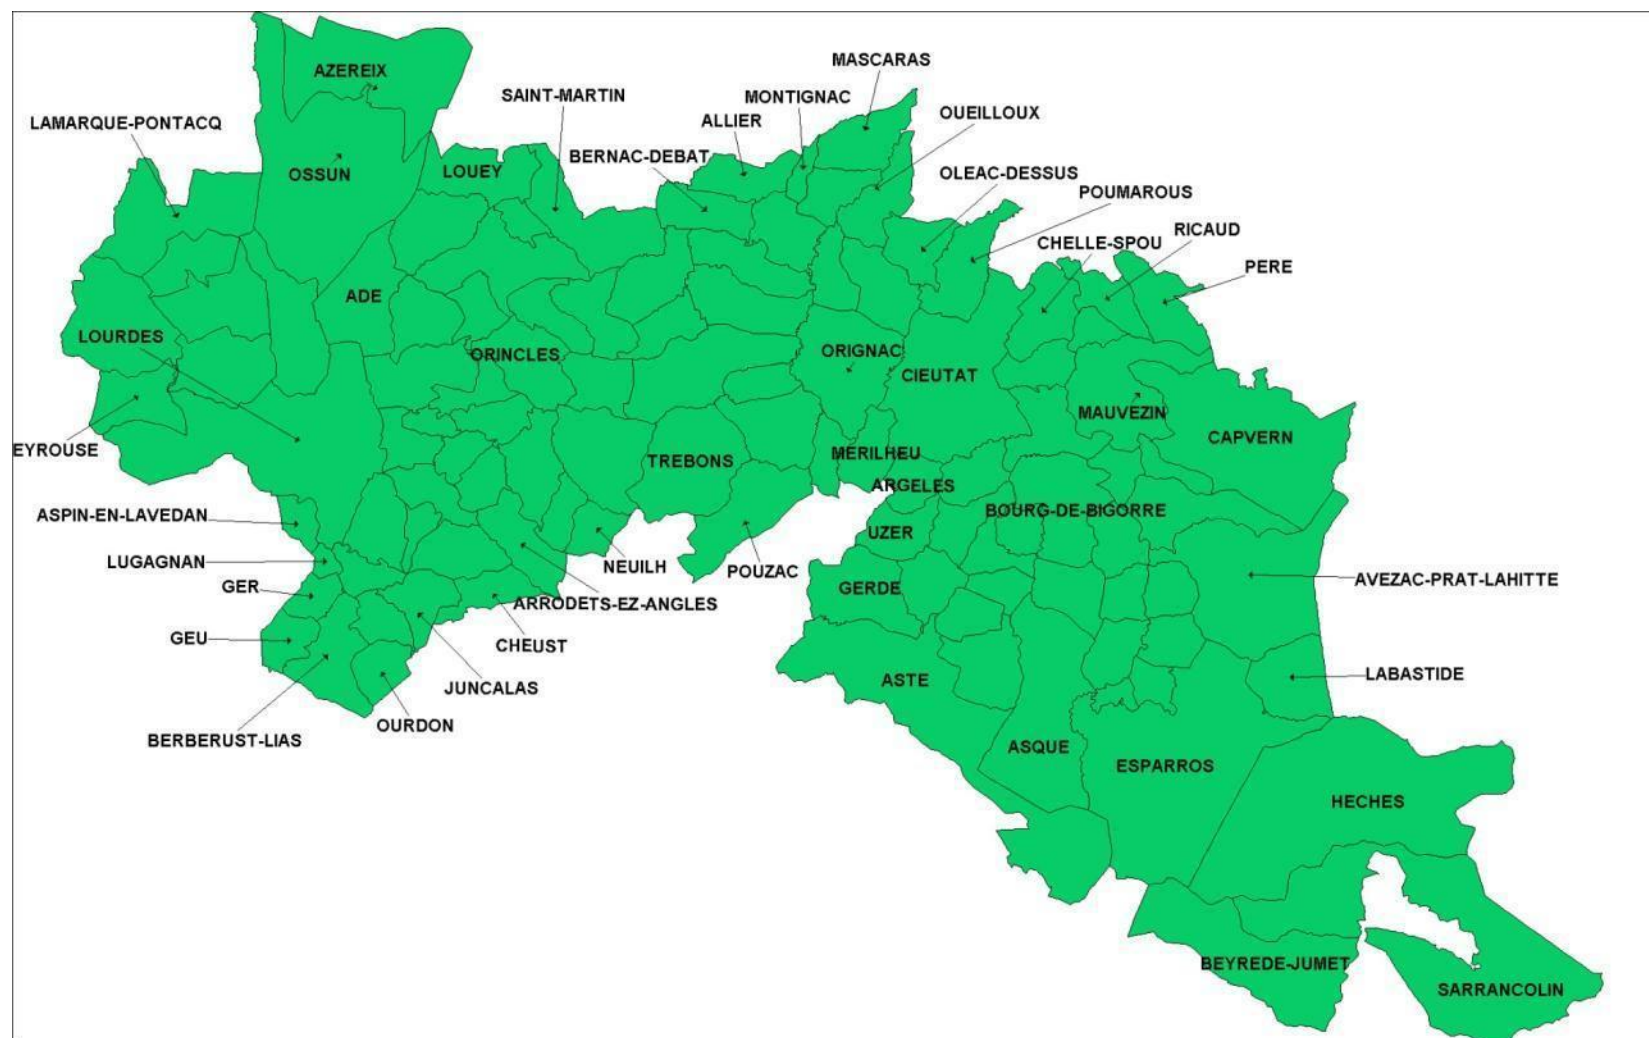 MASCARAS
AZEREIX
SAINT-MARTIN
MONTIGNAC
OUEILLOUX
LAMARQUE-PONTACQ
ALLIER
BERNAC-DEBAT
LOUEY
OSSUN
OLEAC-DESSUS
POUMAROUS
RICAUD
CHELLE-SPOU
PERE
ADE
LOURDES
ORINCLES
ORIGNAC
CIEUTAT
MAUVEZIN
CAPVERN
EYROUSE
TREBONS
MERILHEU
ARGELES
ASPIN-EN-LAVEDAN
BOURG-DE-BIGORRE
UZER
LUGAGNAN
NEUILH
POUZAC
AVEZAC-PRAT-LAHITTE
GER
GERDE
ARRODETS-EZ-ANGLES
GEU
CHEUST
LABASTIDE
ASTE
JUNCALAS
OURDON
BERBERUST-LIAS
ASQUE
ESPARROS
HECHES
BEYREDE-JUMET
SARRANCOLIN